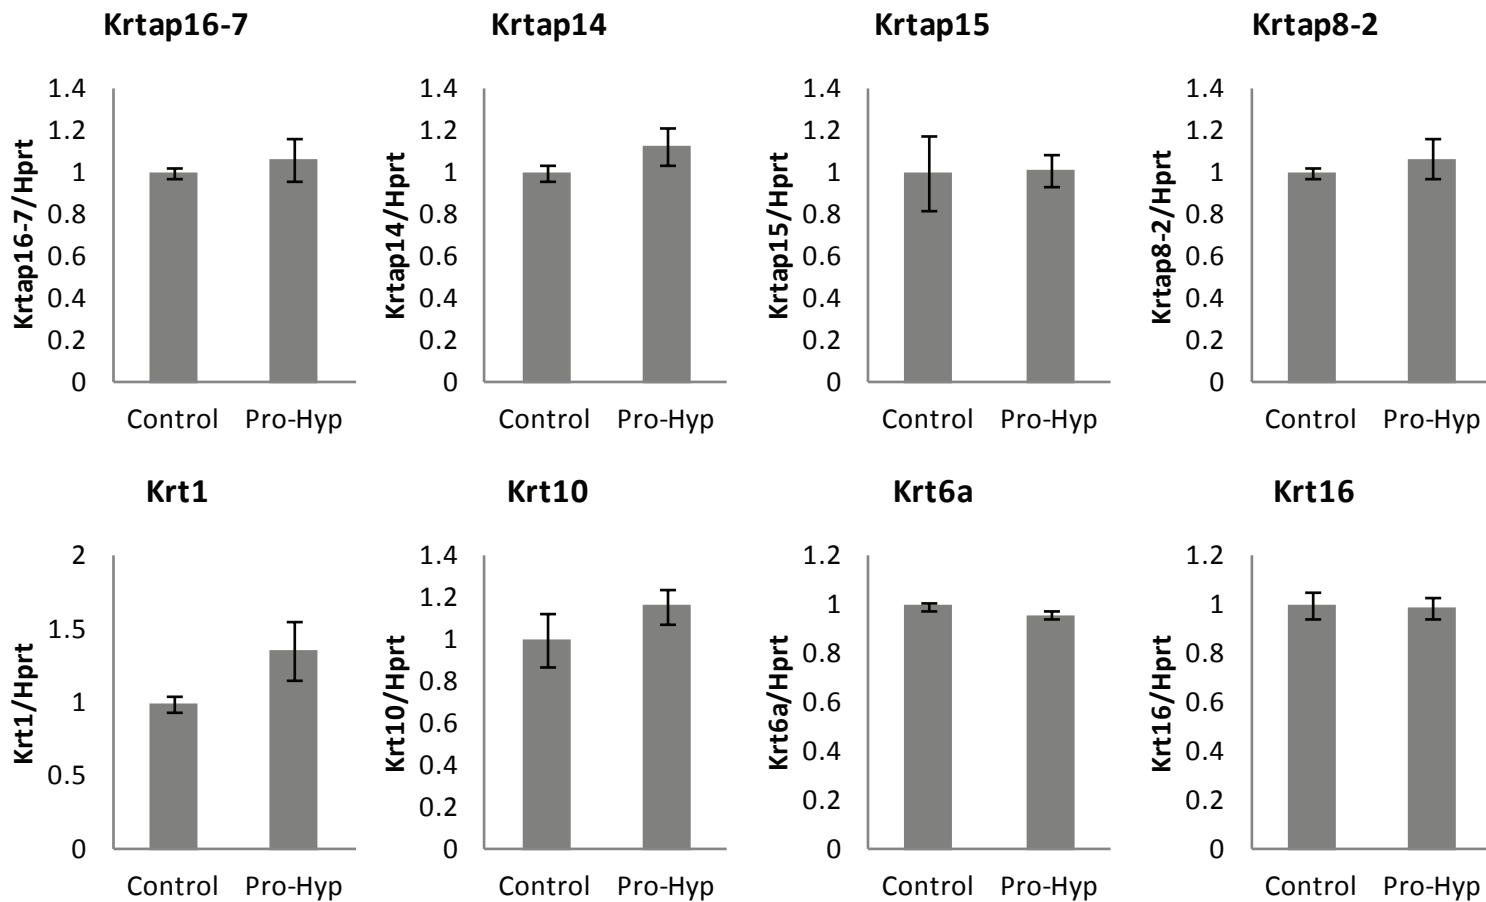 Krtap16-7
Krtap16-7/Hprt
1.4
1.2
1
0.8
0.6
0.4
0.2
0
Control Pro-Hyp
Krtap14
Krtap14/Hprt
1.4
1.2
1
0.8
0.6
0.4
0.2
0
Control Pro-Hyp
Krtap15
Krtap15/Hprt
1.4
1.2
1
0.8
0.6
0.4
0.2
0
Control Pro-Hyp
Krtap8-2
Krtap8-2/Hprt
1.4
1.2
1
0.8
0.6
0.4
0.2
0
Control Pro-Hyp
Krt1
Krt1/Hprt
2
1.5
1
0.5
0
Control Pro-Hyp
Krt10
Krt10/Hprt
1.4
1.2
1
0.8
0.6
0.4
0.2
0
Control Pro-Hyp
Krt6a
Krt6a/Hprt
1.2
1
0.8
0.6
0.4
0.2
0
Control Pro-Hyp
Krt16
Krt16/Hprt
1.2
1
0.8
0.6
0.4
0.2
0
Control Pro-Hyp